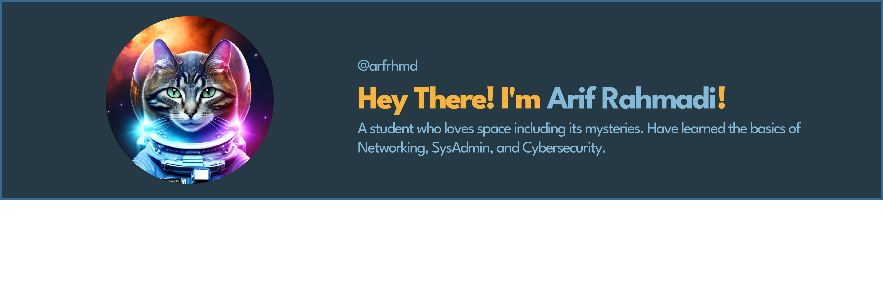 @arfrhmd
Hey There! I'm Arif Rahmadi!
A student who loves space including its mysteries. Have learned the basics of
Networking, SysAdmin, and Cybersecurity.